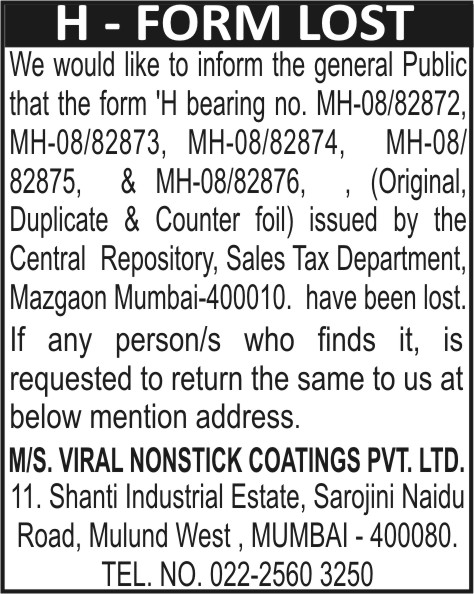 H - FORM LOST
We would like to inform the general Public
that the form 'H bearing no. MH-08/82872,
MH-08/82873, MH-08/82874, MH-08/
82875, & MH-08/82876, , (Original,
Duplicate & Counter foil) issued by the
Central Repository, Sales Tax Department,
Mazgaon Mumbai-400010. have been lost.
If any person/s who finds it, is
requested to return the same to us at
below mention address.
M/S. VIRAL NONSTICK COATINGS PVT. LTD.
11. Shanti Industrial Estate, Sarojini Naidu
Road, Mulund West , MUMBAI - 400080.
TEL. NO. 022-2560 3250